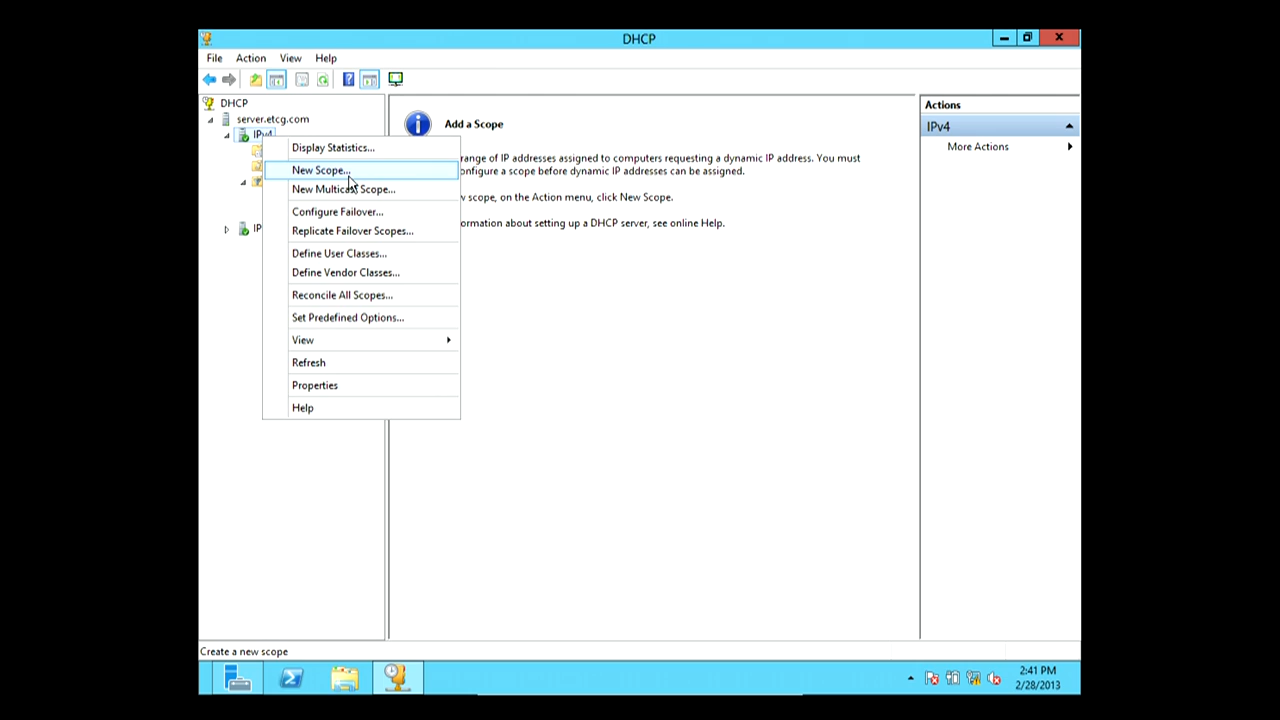 DHCP
File Action View Help
DHCP
server.etcg.com
IPv4
IP
Display Statistics...
New Scope...
New Multicast Scope...
Configure Failover...
Replicate Failover Scopes...
Define User Classes...
Define Vendor Classes...
Reconcile All Scopes...
Set Predefined Options...
View
Refresh
Properties
Help
Add a Scope
range of IP addresses assigned to computers requesting a dynamic IP address. You must
onfigure a scope before dynamic IP addresses can be assigned.
w scope, on the Action menu, click New Scope.
ormation about setting up a DHCP server, see online Help.
Actions
IPv4
More Actions
Create a new scope
2:41 PM
2/28/2013